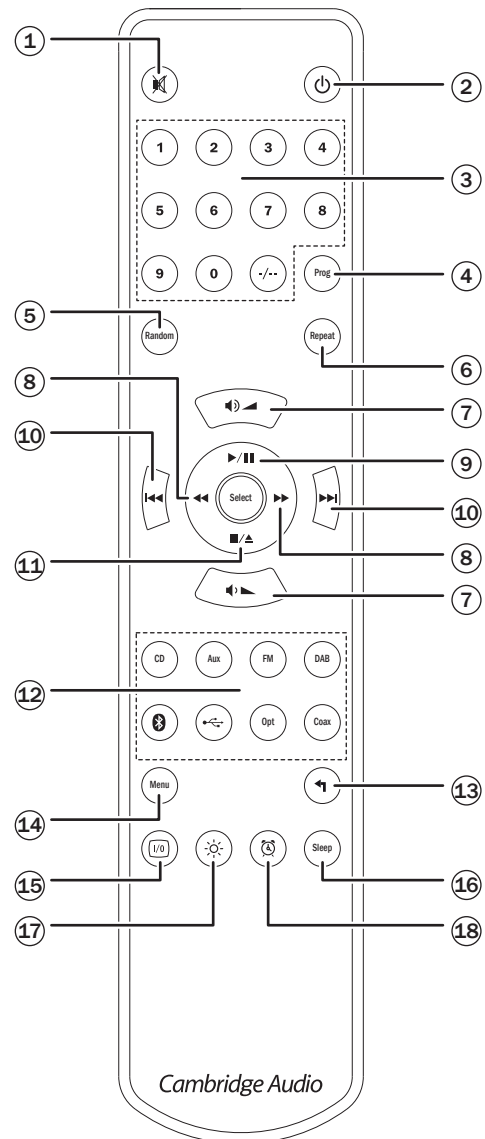 1
2
1 2 3 4
3
5 6 7 8
9 0 -/-- Prog
4
5
Random Repeat
6
8
7
10
9
Select
10
11
8
7
CD Aux FM DAB
12
Opt Coax
13
Menu
14
I/0 Sleep
15
16
17
18
Cambridge Audio